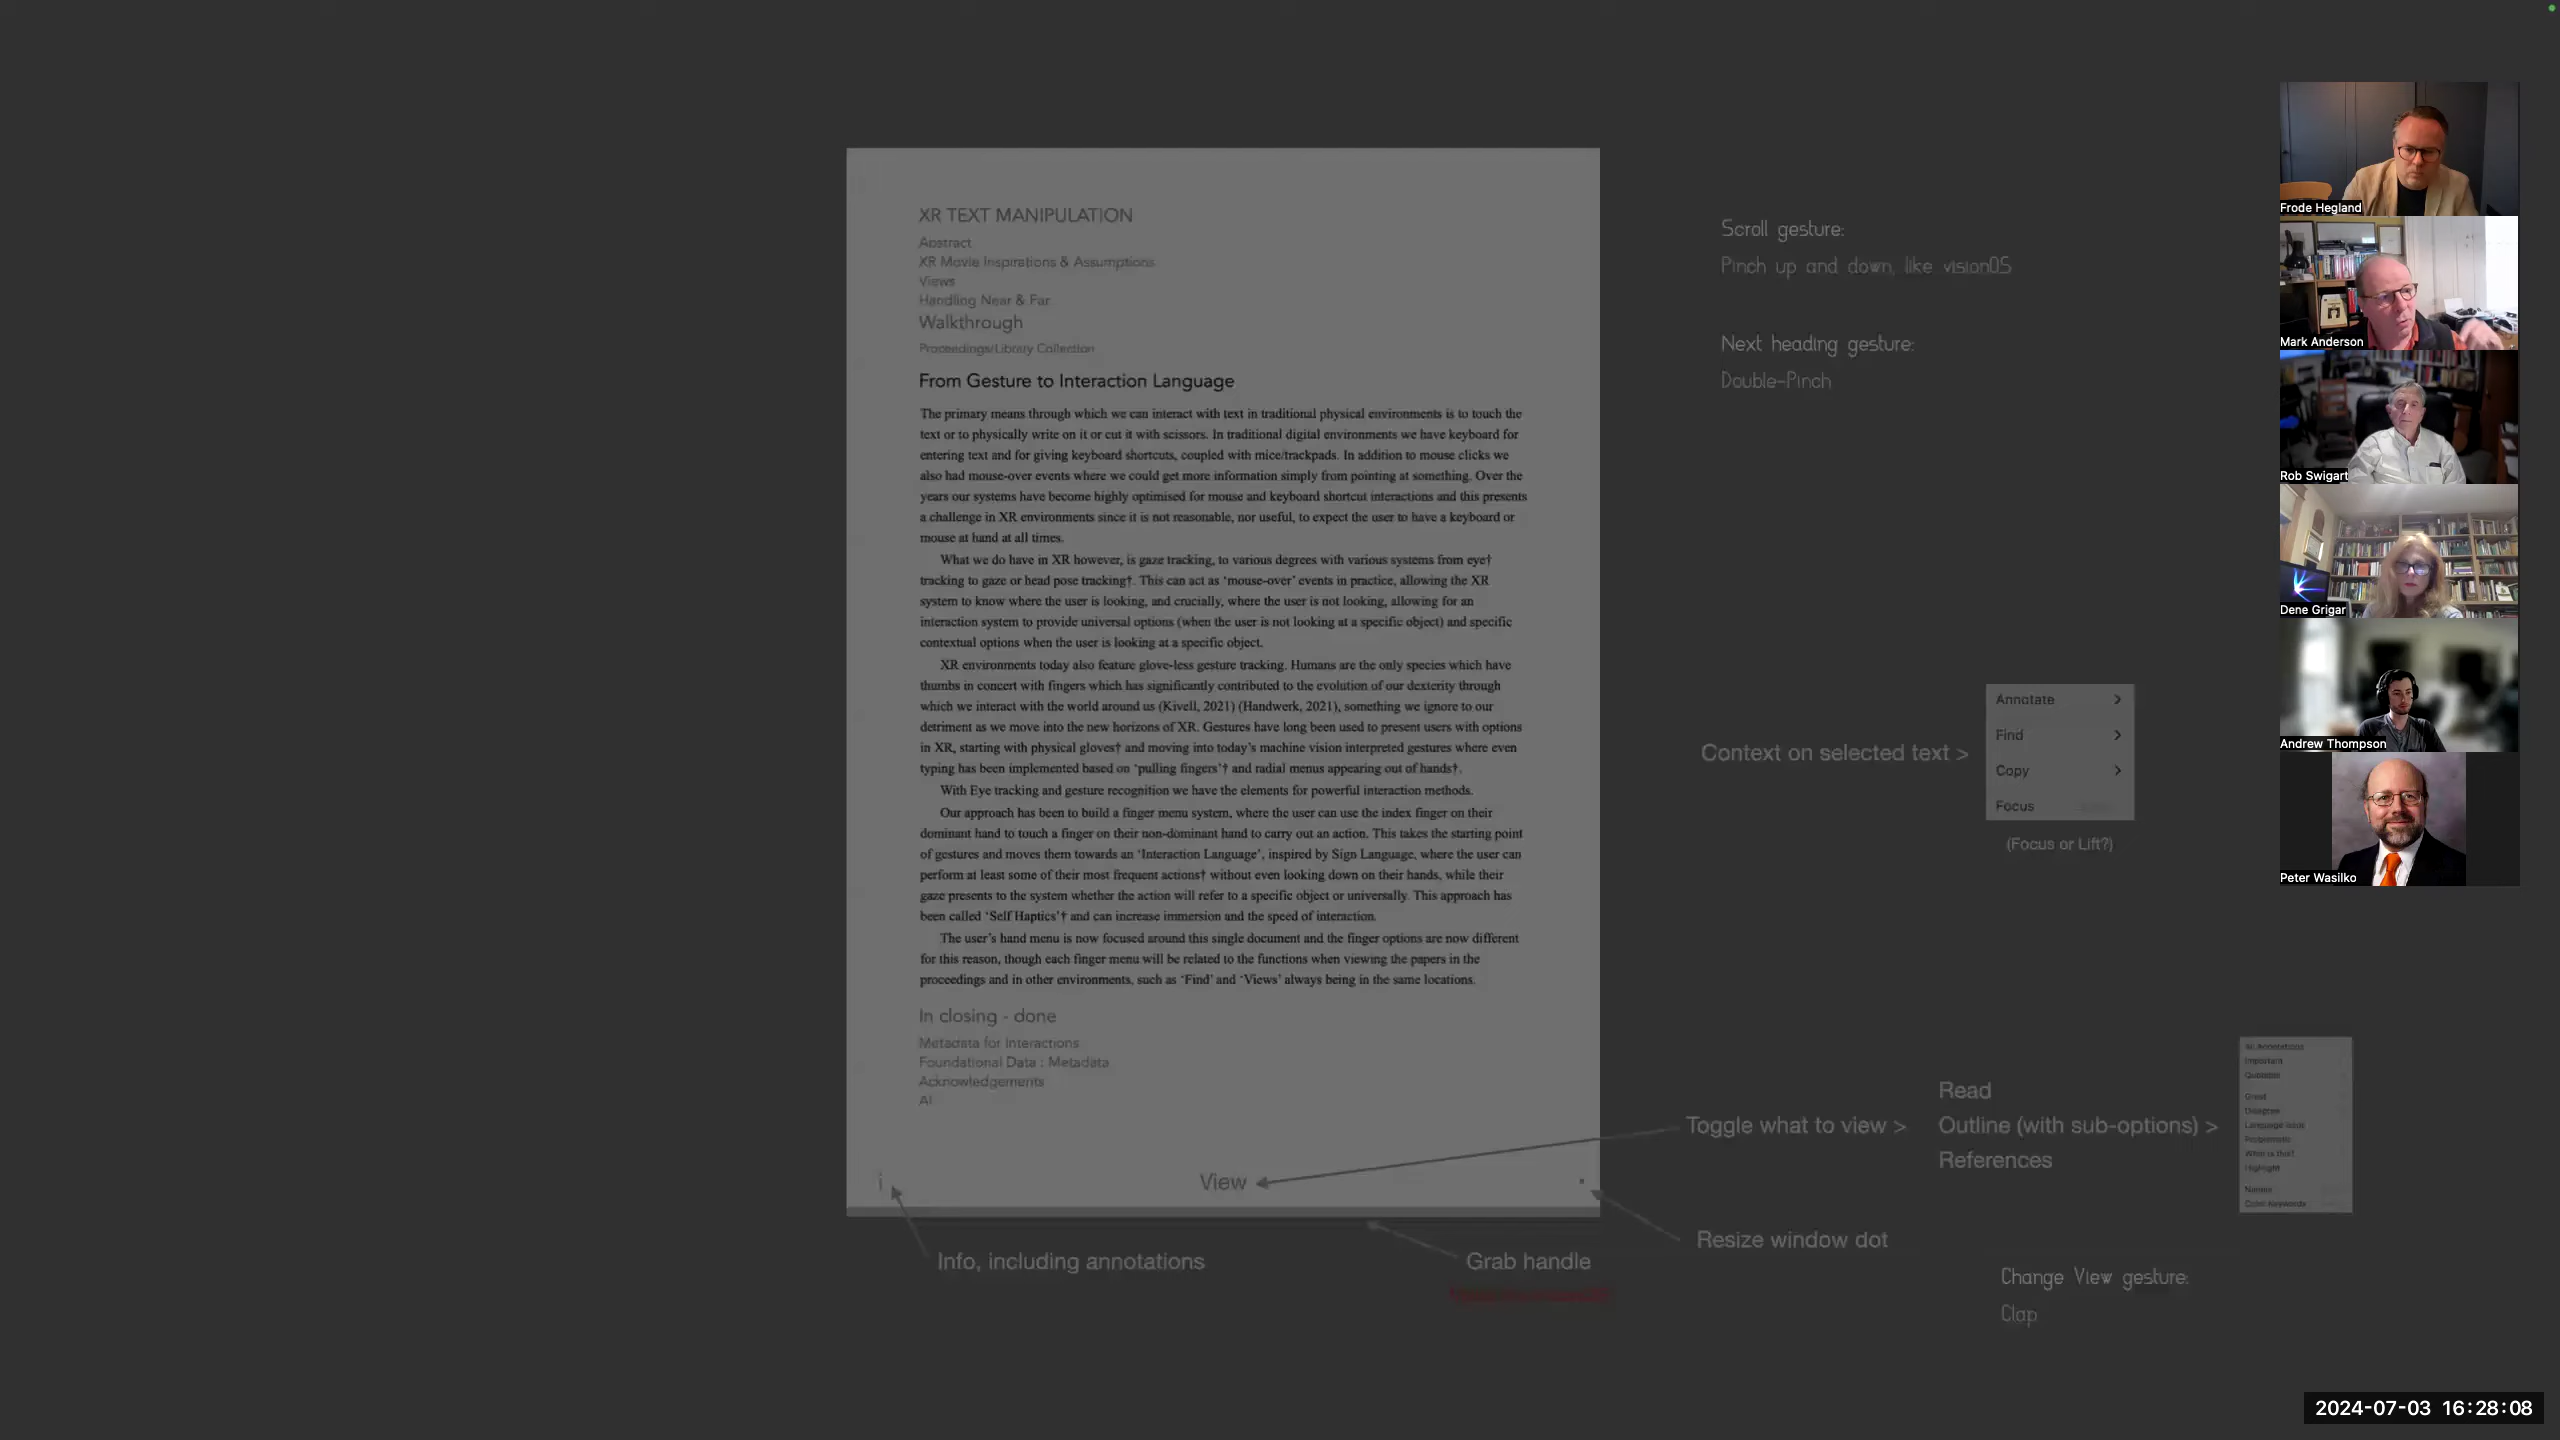 XR TEXT MANIPULATION
Abstract
XR Movie Inspirations & Assumptions
Views
Handling Near & Far
Walkthrough
Proceedings/Library Collection
From Gesture to Interaction Language
The primary means through which we can interact with text in traditional physical environments is to touch the
text or to physically write on it or cut it with scissors. In traditional digital environments we have keyboard for
entering text and for giving keyboard shortcuts, coupled with mice/trackpads. In addition to mouse clicks we
also had mouse-over events where we could get more information simply from pointing at something. Over the
years our systems have become highly optimised for mouse and keyboard shortcut interactions and this presents
a challenge in XR environments since it is not reasonable, nor useful, to expect the user to have a keyboard or
mouse at hand at all times.
What we do have in XR however, is gaze tracking, to various degrees with various systems from eye†
tracking to gaze or head pose tracking†. This can act as ‘mouse-over’ events in practice, allowing the XR
system to know where the user is looking, and crucially, where the user is not looking, allowing for an
interaction system to provide universal options (when the user is not looking at a specific object) and specific
contextual options when the user is looking at a specific object.
XR environments today also feature glove-less gesture tracking. Humans are the only species which have
thumbs in concert with fingers which has significantly contributed to the evolution of our dexterity through
which we interact with the world around us (Kivell, 2021) (Handwerk, 2021), something we ignore to our
detriment as we move into the new horizons of XR. Gestures have long been used to present users with options
in XR, starting with physical gloves† and moving into today’s machine vision interpreted gestures where even
typing has been implemented based on ‘pulling fingers’† and radial menus appearing out of hands†.
With Eye tracking and gesture recognition we have the elements for powerful interaction methods.
Our approach has been to build a finger menu system, where the user can use the index finger on their
dominant hand to touch a finger on their non-dominant hand to carry out an action. This takes the starting point
of gestures and moves them towards an ‘Interaction Language’, inspired by Sign Language, where the user can
perform at least some of their most frequent actions† without even looking down on their hands, while their
gaze presents to the system whether the action will refer to a specific object or universally. This approach has
been called ‘Self Haptics’† and can increase immersion and the speed of interaction.
The user’s hand menu is now focused around this single document and the finger options are now different
for this reason, though each finger menu will be related to the functions when viewing the papers in the
proceedings and in other environments, such as ‘Find’ and ‘Views’ always being in the same locations.
In closing - done
Metadata for Interactions
Foundational Data : Metadata
Acknowledgements
AI
i
View
Info, including annotations
Grab handle
Scroll gesture:
Pinch up and down, like visionOS
Next heading gesture:
Double-Pinch
Context on selected text >
Annotate >
Find >
Copy >
Focus
(Focus or Lift?)
Toggle what to view >
Read
Outline (with sub-options) >
References
Important
Quotable
Great
Disagree
Language issue
Problematic
What is this?
Highlight
Names
Color Keywords
Resize window dot
Change View gesture:
Clap
Frode Hegland
Mark Anderson
Rob Swigart
Dene Grigar
Andrew Thompson
Peter Wasilko
2024-07-03 16:28:08